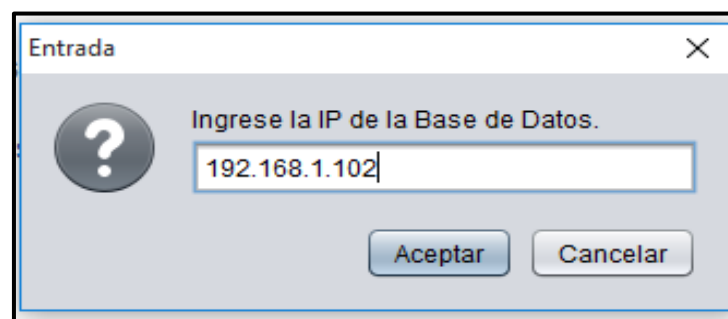 Entrada
Ingrese la IP de la Base de Datos.
192.168.1.102
Aceptar Cancelar